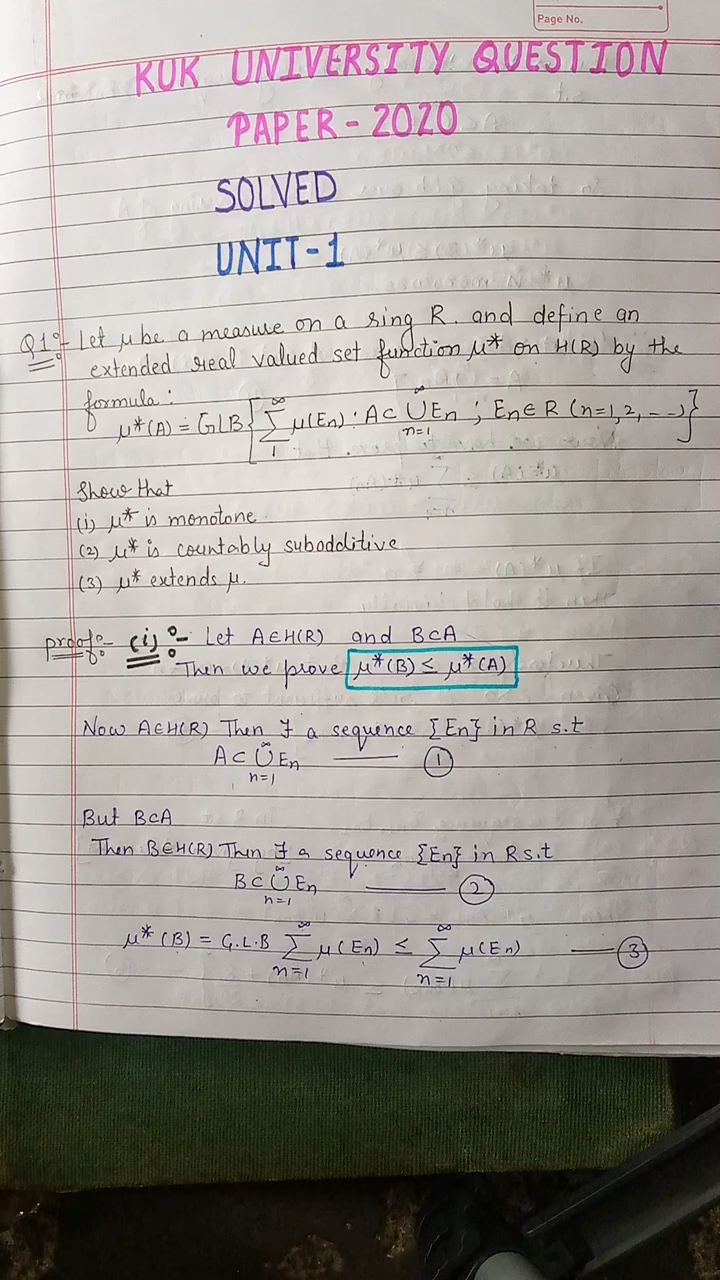 Page No.
KUK UNIVERSITY QUESTION
PAPER - 2020
SOLVED
UNIT-1
Q1:- Let μ be a measure on a ring R. and define an
extended real valued set function μ* on H(R) by the
formula:
μ*(A) = GLB { ∞∑1 μ(En) : A⊂ ∞∪n=1 En ; En∈R (n=1,2,---) }
Show that
(i) μ* is monotone.
(2) μ* is countably subadditive
(3) μ* extends μ.
proof:- (i):- Let A∈H(R) and B⊂A
Then we prove μ*(B) ≤ μ*(A)
Now A∈H(R) Then ∃ a sequence {En} in R s.t
A⊂ ∞∪n=1 En —— ①
But B⊂A
Then B∈H(R) Then ∃ a sequence {En} in R s.t
B⊂ ∞∪n=1 En —— ②
μ*(B) = G.L.B ∞∑n=1 μ(En) ≤ ∞∑n=1 μ(En) —— ③